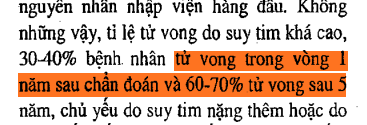 nguyên nhân nhập viện hàng đầu. Không
những vậy, tỉ lệ tử vong do suy tim khá cao,
30-40% bệnh nhân tử vong trong vòng 1
năm sau chẩn đoán và 60-70% tử vong sau 5
năm, chủ yếu do suy tim nặng thêm hoặc do